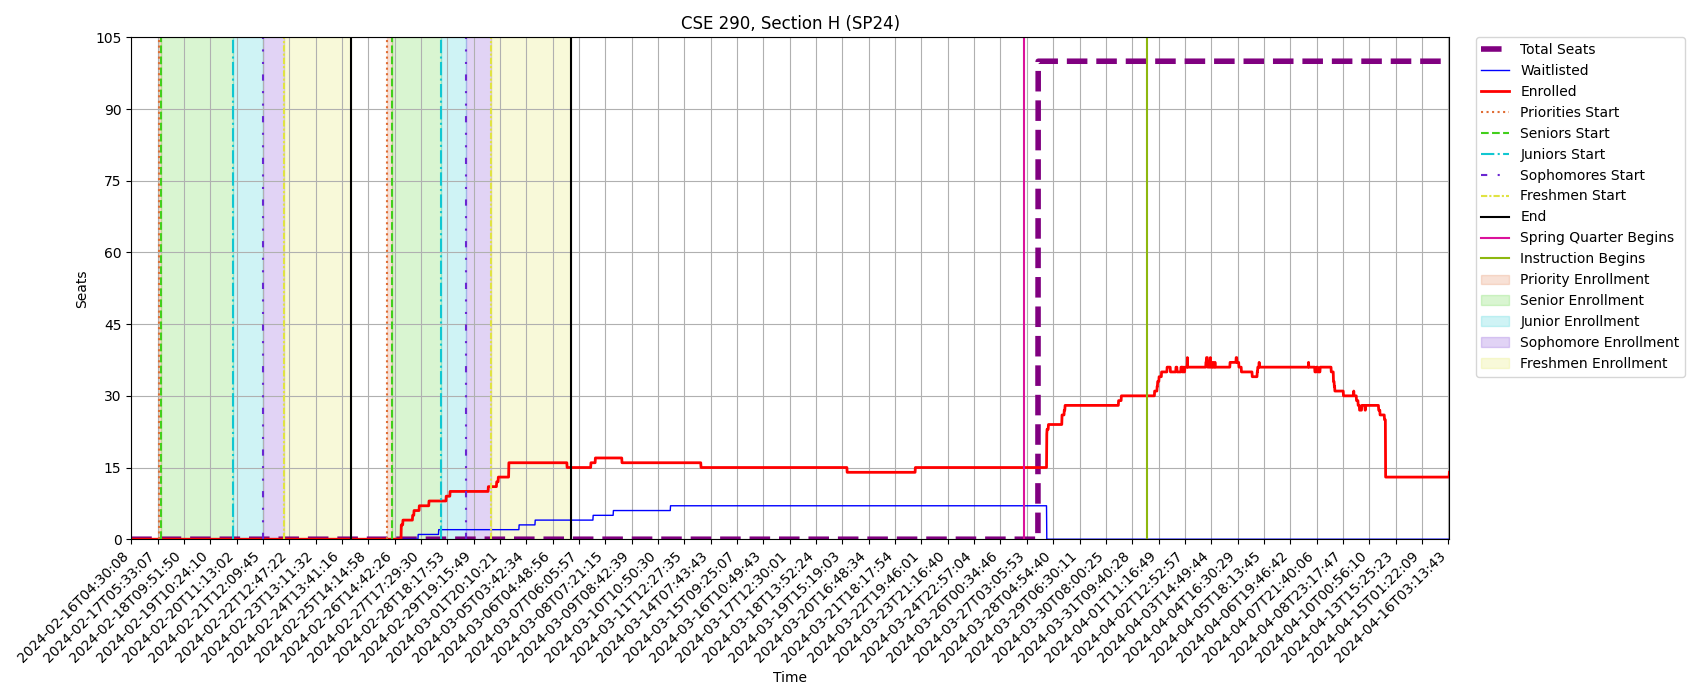 CSE 290, Section H (SP24)
105
90
75
60
45
30
15
0
Seats
2024-02-16T04:30:08
2024-02-17T05:33:07
2024-02-18T09:51:50
2024-02-19T10:24:10
2024-02-20T11:13:02
2024-02-21T12:09:45
2024-02-22T12:47:22
2024-02-23T13:11:32
2024-02-24T13:41:16
2024-02-25T14:14:58
2024-02-26T14:42:26
2024-02-27T17:29:30
2024-02-28T18:17:53
2024-02-29T19:15:49
2024-03-01T20:10:21
2024-03-05T03:42:34
2024-03-06T04:48:56
2024-03-07T06:05:57
2024-03-08T07:21:15
2024-03-09T08:42:39
2024-03-10T10:50:30
2024-03-11T12:27:35
2024-03-14T07:43:43
2024-03-15T09:25:07
2024-03-16T10:49:43
2024-03-17T12:30:01
2024-03-18T13:52:24
2024-03-19T15:19:03
2024-03-20T16:48:34
2024-03-21T18:17:54
2024-03-22T19:46:01
2024-03-23T21:16:40
2024-03-24T22:57:04
2024-03-26T00:34:46
2024-03-27T03:05:53
2024-03-28T04:54:40
2024-03-29T06:30:11
2024-03-30T08:00:25
2024-03-31T09:40:28
2024-04-01T11:16:49
2024-04-02T12:52:57
2024-04-03T14:49:44
2024-04-04T16:30:29
2024-04-05T18:13:45
2024-04-06T19:46:42
2024-04-07T21:40:06
2024-04-08T23:17:47
2024-04-10T00:56:10
2024-04-13T15:25:23
2024-04-15T01:22:09
2024-04-16T03:13:43
Time
Total Seats
Waitlisted
Enrolled
Priorities Start
Seniors Start
Juniors Start
Sophomores Start
Freshmen Start
End
Spring Quarter Begins
Instruction Begins
Priority Enrollment
Senior Enrollment
Junior Enrollment
Sophomore Enrollment
Freshmen Enrollment